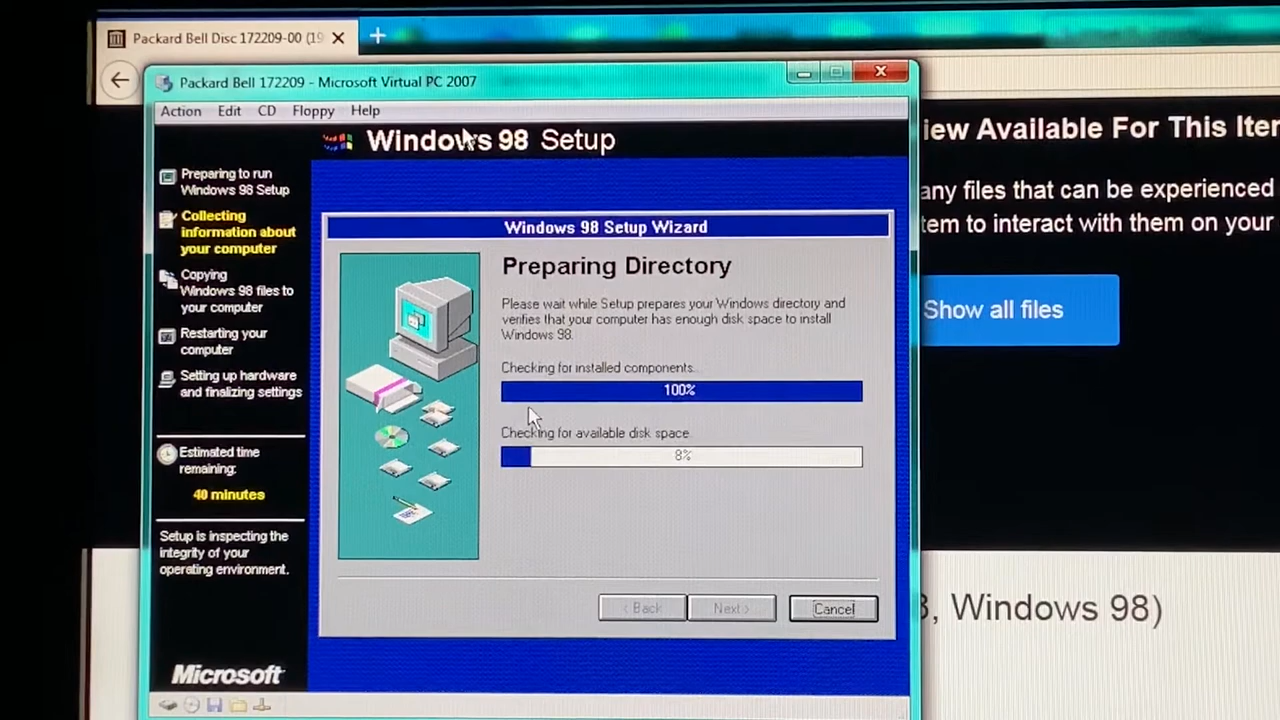 Packard Bell Disc 172209-00 (19
Packard Bell 172209 - Microsoft Virtual PC 2007
Action Edit CD Floppy Help
Windows 98 Setup
Preparing to run
Windows 98 Setup
Collecting
information about
your computer
Copying
Windows 98 files to
your computer
Restarting your
computer
Setting up hardware
and finalizing settings
Estimated time
remaining:
40 minutes
Setup is inspecting the
integrity of your
operating environment.
Microsoft
Windows 98 Setup Wizard
Preparing Directory
Please wait while Setup prepares your Windows directory and
verifies that your computer has enough disk space to install
Windows 98.
Checking for installed components.
100%
Checking for available disk space.
8%
< Back Next > Cancel
iew Available For This Iter
any files that can be experienced
tem to interact with them on your
Show all files
, Windows 98)